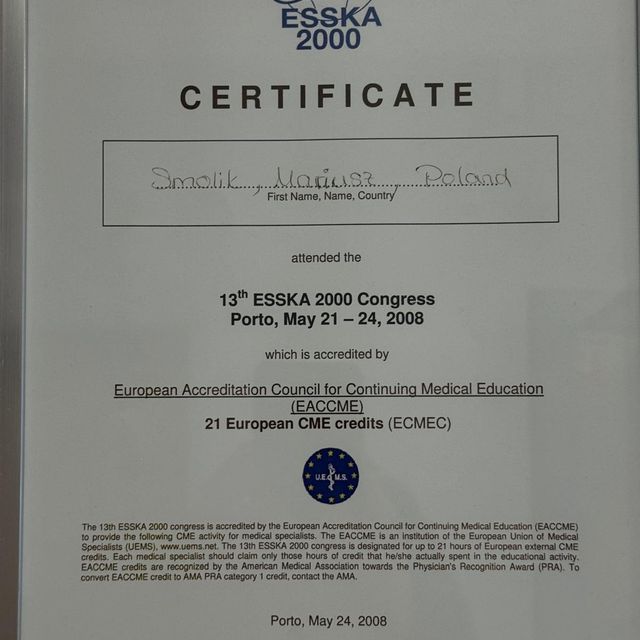 ESSKA
2000
CERTIFICATE
Smolik, Mariusz, Poland
First Name, Name, Country
attended the
13th ESSKA 2000 Congress
Porto, May 21 – 24, 2008
which is accredited by
European Accreditation Council for Continuing Medical Education
(EACCME)
21 European CME credits (ECMEC)
U.E.M.S.
The 13th ESSKA 2000 congress is accredited by the European Accreditation Council for Continuing Medical Education (EACCME)
to provide the following CME activity for medical specialists. The EACCME is an institution of the European Union of Medical
Specialists (UEMS), www.uems.net. The 13th ESSKA 2000 congress is designated for up to 21 hours of European external CME
credits. Each medical specialist should claim only those hours of credit that he/she actually spent in the educational activity.
EACCME credits are recognized by the American Medical Association towards the Physician's Recognition Award (PRA). To
convert EACCME credit to AMA PRA category 1 credit, contact the AMA.
Porto, May 24, 2008